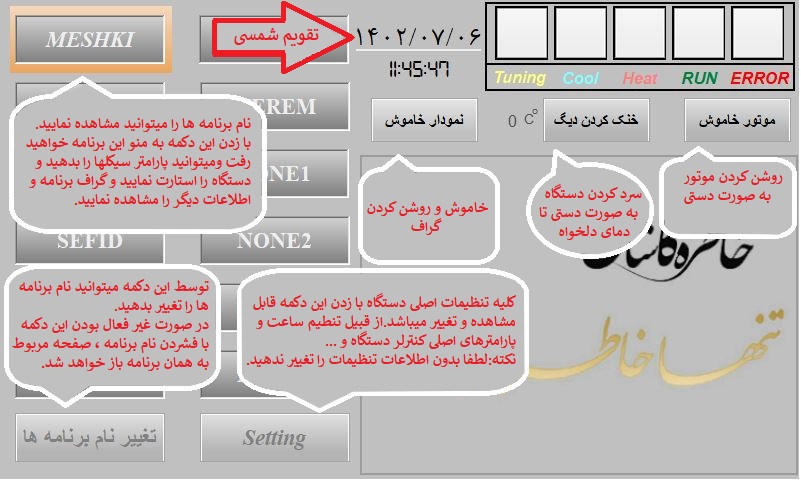 MESHKI
تقویم شمسی
۱۴۰۲/۰۷/۰۶
11:45:47
Tuning
Cool
Heat
RUN
ERROR
نمودار خاموش
0 C°
خنک کردن دیگ
موتور خاموش
نام برنامه ها را میتوانید مشاهده نمایید.
با زدن این دکمه به منو این برنامه خواهید
رفت ومیتوانید پارامتر سیکلها را بدهید و
دستگاه را استارت نمایید و گراف برنامه و
اطلاعات دیگر را مشاهده نمایید.
EREM
ONE1
SEFID
NONE2
خاموش و روشن کردن
گراف
سرد کردن دستگاه
به صورت دستی تا
دمای دلخواه
روشن کردن موتور
به صورت دستی
توسط این دکمه میتوانید نام برنامه
ها را تغییر بدهید.
در صورت غیر فعال بودن این دکمه
با فشردن نام برنامه ، صفحه مربوط
به همان برنامه باز خواهد شد.
کلیه تنظیمات اصلی دستگاه با زدن این دکمه قابل
مشاهده و تغییر میباشد.از قبیل تنظیم ساعت و
پارامترهای اصلی کنترلر دستگاه و ...
نکته:لطفا بدون اطلاعات تنظیمات را تغییر ندهید.
تنها
تغییر نام برنامه ها
Setting